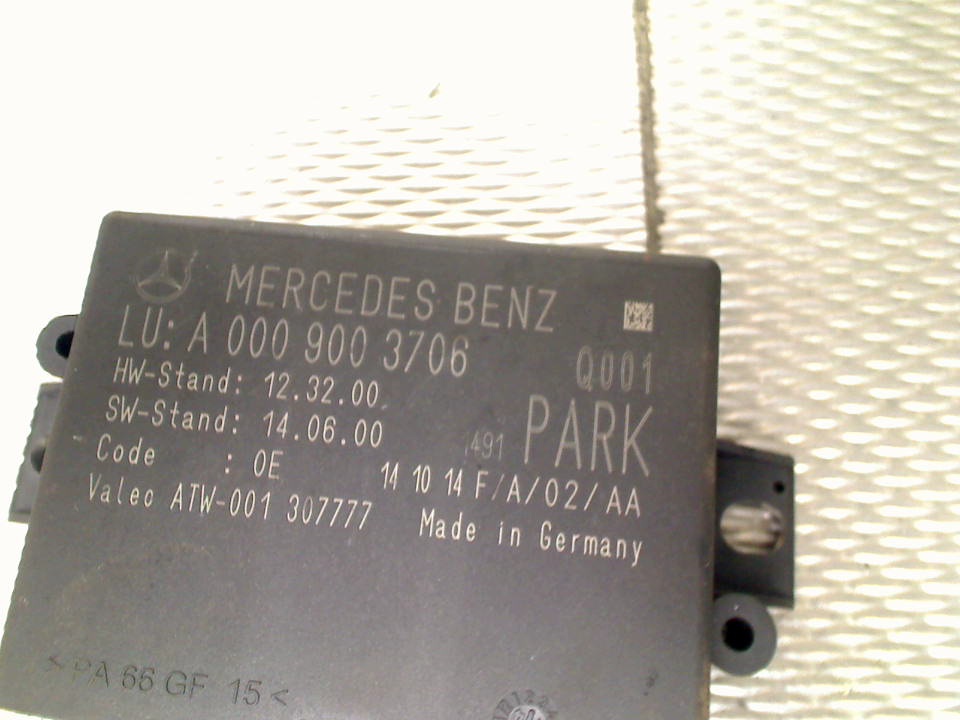 MERCEDES BENZ
LU: A 000 900 3706
Q001
HW-Stand: 12.32.00
SW-Stand: 14.06.00
1491 PARK
Code : 0E
14 10 14 F/A/02/AA
Valeo ATW-001 307777
Made in Germany
PA 66 GF 15 <